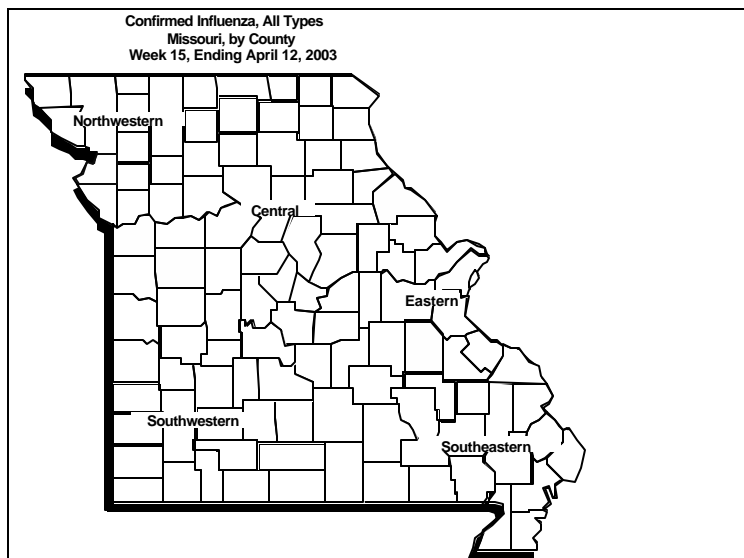 Confirmed Influenza, All Types
Missouri, by County
Week 15, Ending April 12, 2003
Northwestern
Central
Eastern
Southwestern
Southeastern